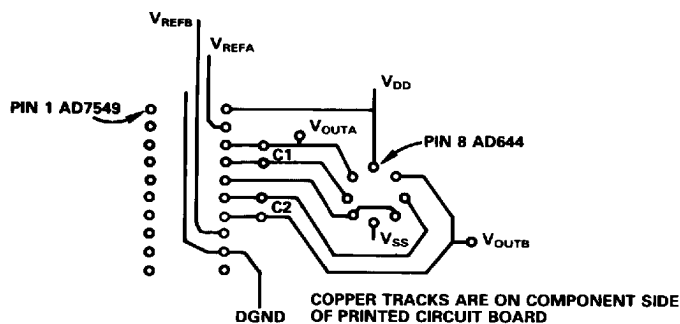 VREFB
VREFA
VDD
PIN 1 AD7549
VOUTA
PIN 8 AD644
C1
C2
VSS
VOUTB
DGND
COPPER TRACKS ARE ON COMPONENT SIDE
OF PRINTED CIRCUIT BOARD